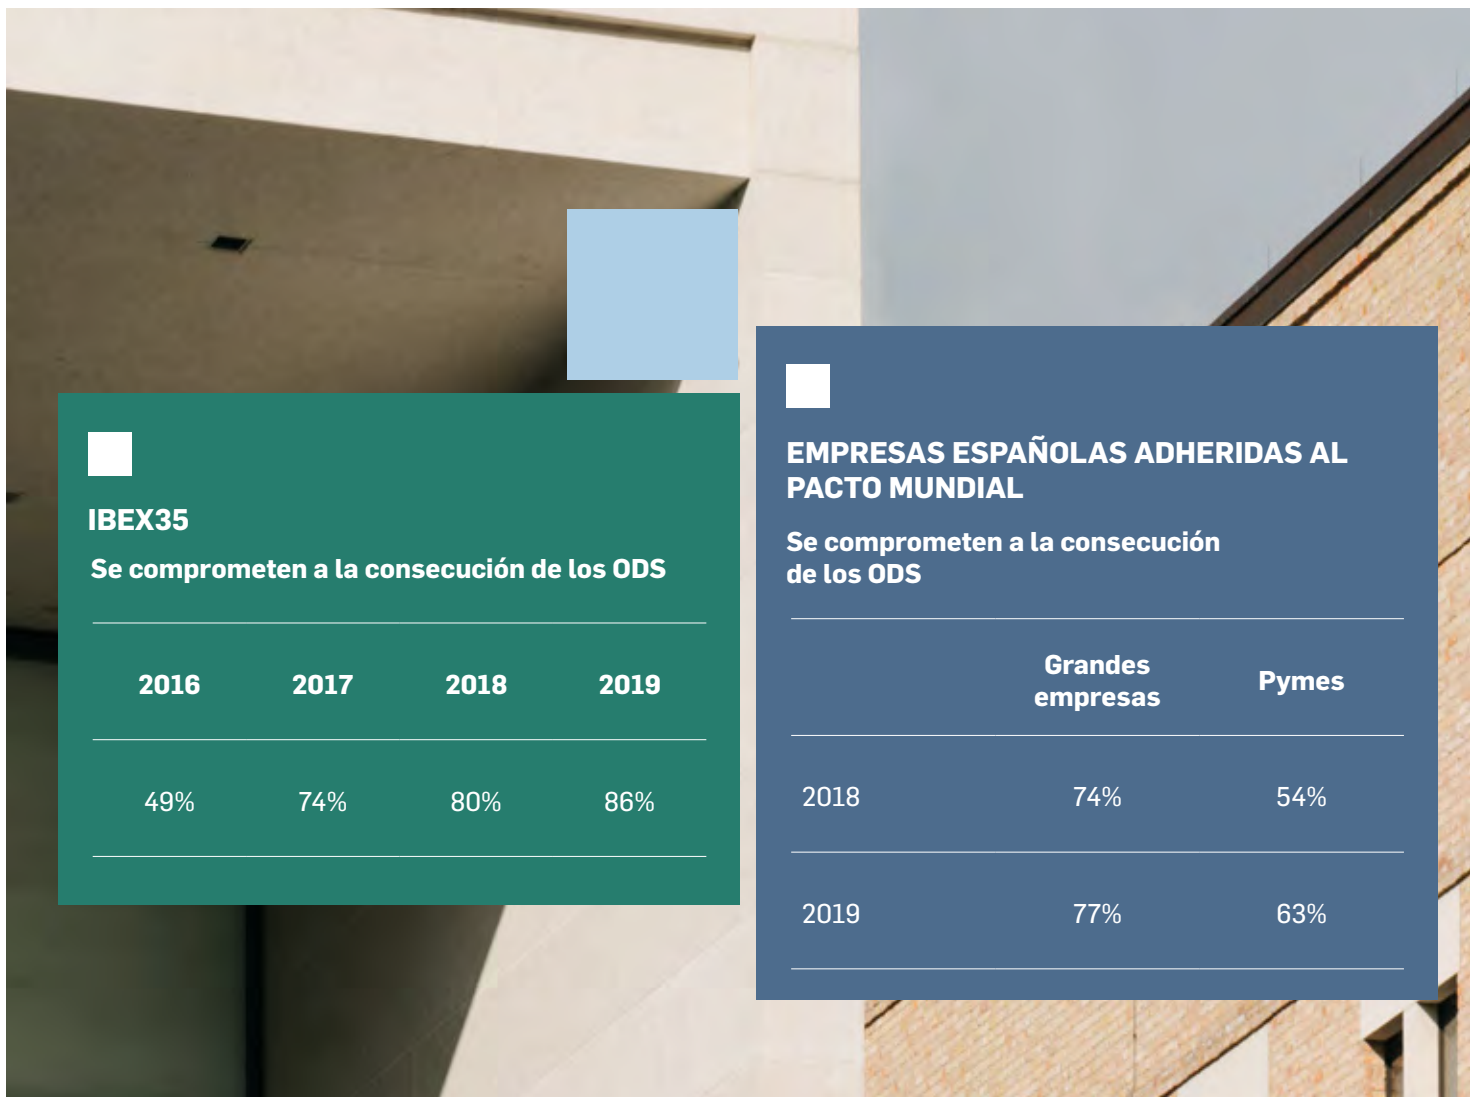 IBEX35
Se comprometen a la consecución de los ODS
2016 2017 2018 2019
49% 74% 80% 86%
EMPRESAS ESPAÑOLAS ADHERIDAS AL
PACTO MUNDIAL
Se comprometen a la consecución
de los ODS
Grandes
empresas
Pymes
2018 74% 54%
2019 77% 63%